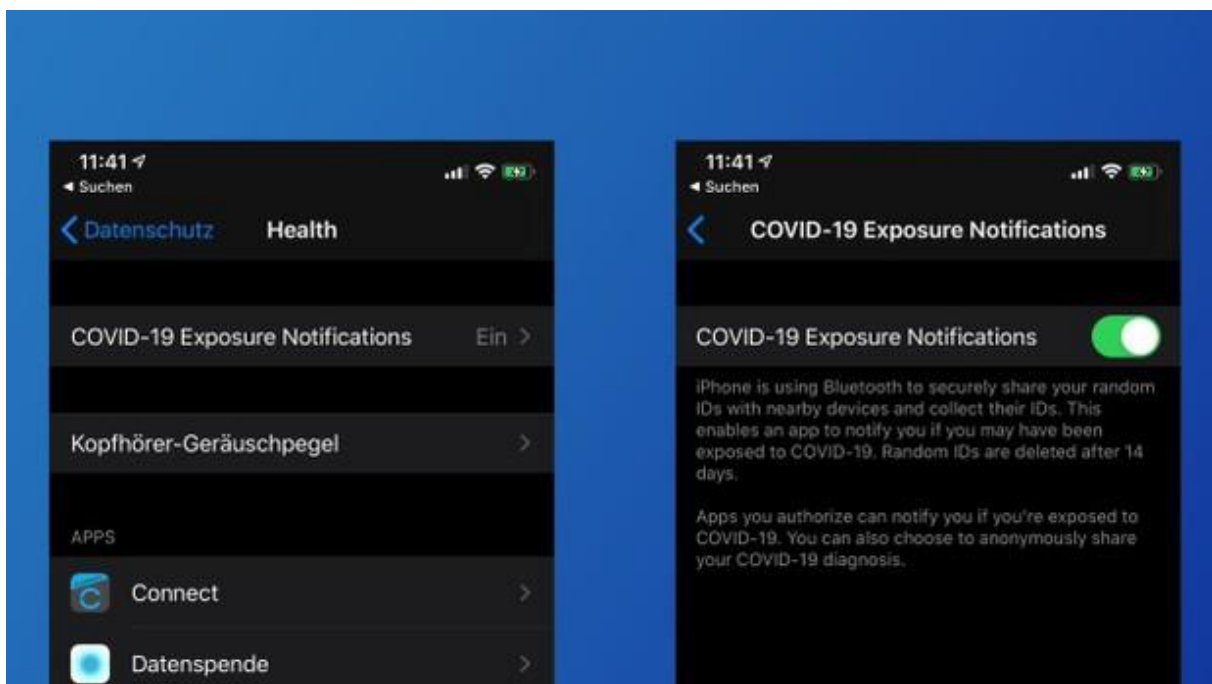 11:41
◀ Suchen
Datenschutz
Health
COVID-19 Exposure Notifications
Ein
Kopfhörer-Geräuschpegel
APPS
Connect
Datenspende
11:41
◀ Suchen
COVID-19 Exposure Notifications
COVID-19 Exposure Notifications
iPhone is using Bluetooth to securely share your random
IDs with nearby devices and collect their IDs. This
enables an app to notify you if you may have been
exposed to COVID-19. Random IDs are deleted after 14
days.
Apps you authorize can notify you if you're exposed to
COVID-19. You can also choose to anonymously share
your COVID-19 diagnosis.